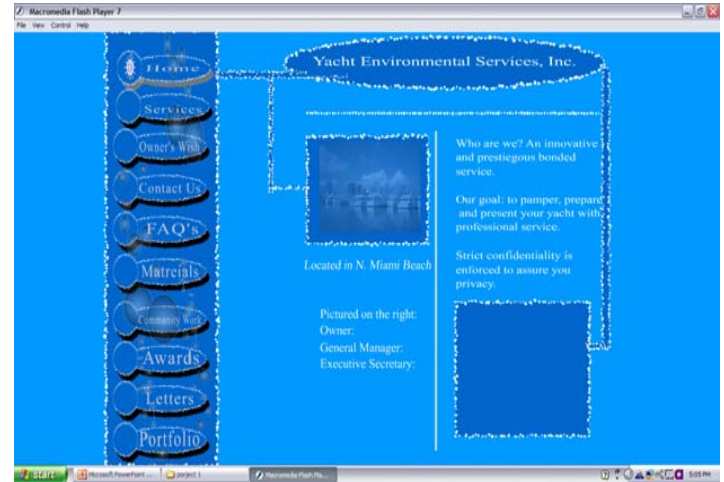 Macromedia Flash Player 7
File View Control Help
Home
Services
Owner's Wish
Contact Us
FAQ's
Matreials
Community Work
Awards
Letters
Portfolio
Yacht Environmental Services, Inc.
Located in N. Miami Beach
Pictured on the right:
Owner:
General Manager:
Executive Secretary:
Who are we? An innovative
and prestiegous bonded
service.
Our goal: to pamper, prepare
and present your yacht with
professional service.
Strict confidentiality is
enforced to assure you
privacy.
start
Microsoft PowerPoint ...
porject 1
Macromedia Flash Pla...
5:05 PM